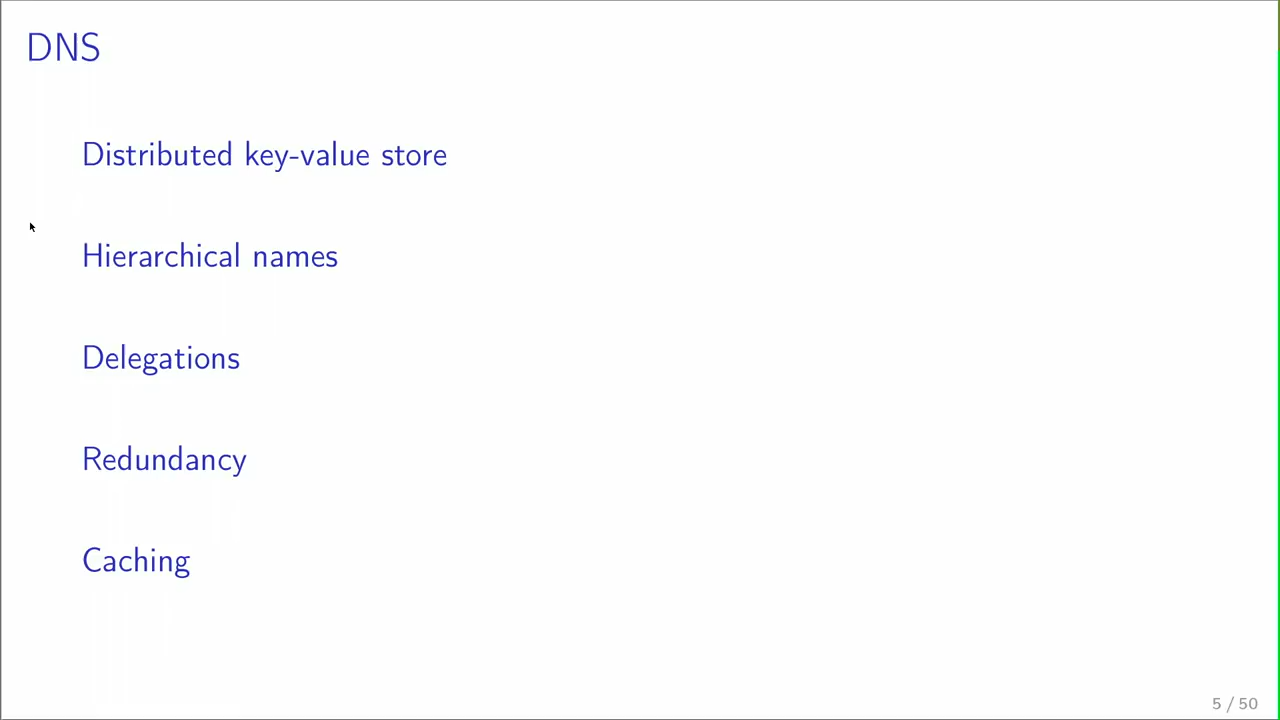 DNS
Distributed key-value store
Hierarchical names
Delegations
Redundancy
Caching
5 / 50